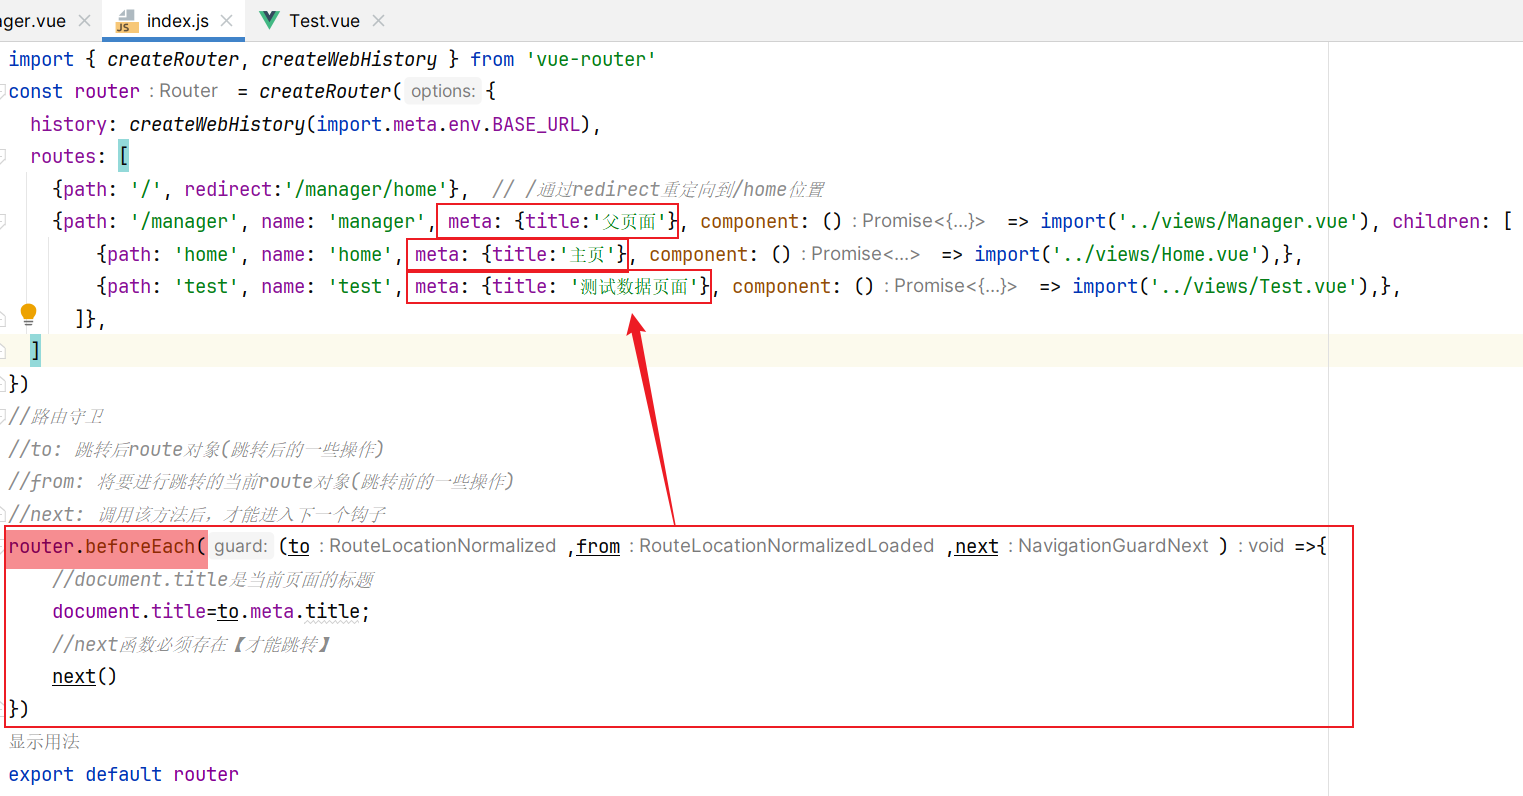 ager.vue index.js Test.vue
import { createRouter, createWebHistory } from 'vue-router'
const router : Router = createRouter( options: {
history: createWebHistory(import.meta.env.BASE_URL),
routes: [
{path: '/', redirect:'/manager/home'}, // /通过redirect重定向到/home位置
{path: '/manager', name: 'manager', meta: {title:'父页面'}, component: () : Promise<{...}> => import('../views/Manager.vue'), children: [
{path: 'home', name: 'home', meta: {title:'主页'}, component: () : Promise<...> => import('../views/Home.vue'),},
{path: 'test', name: 'test', meta: {title: '测试数据页面'}, component: () : Promise<{...}> => import('../views/Test.vue'),},
]},
]
})
//路由守卫
//to: 跳转后route对象(跳转后的一些操作)
//from: 将要进行跳转的当前route对象(跳转前的一些操作)
//next: 调用该方法后，才能进入下一个钩子
router.beforeEach( guard: (to : RouteLocationNormalized ,from : RouteLocationNormalizedLoaded ,next : NavigationGuardNext ) : void =>{
//document.title是当前页面的标题
document.title=to.meta.title;
//next函数必须存在【才能跳转】
next()
})
显示用法
export default router